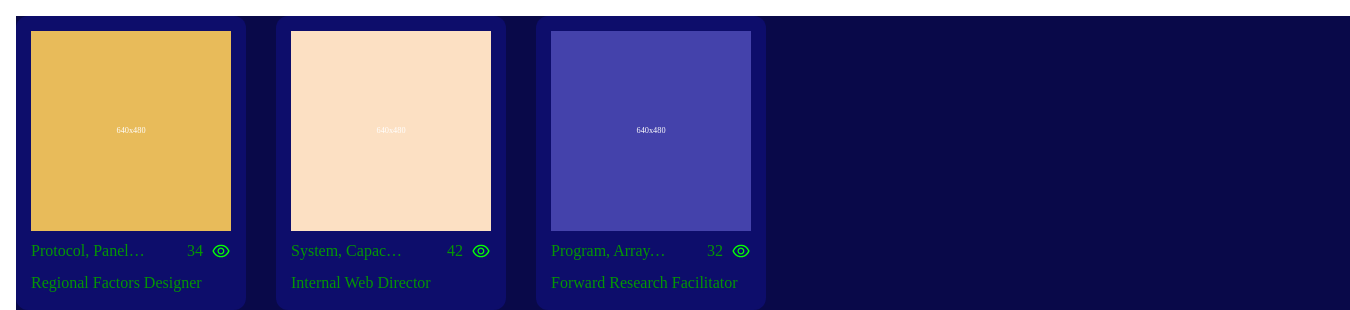 640x480
640x480
640x480
Protocol, Panel… 34
System, Capac… 42
Program, Array… 32
Regional Factors Designer
Internal Web Director
Forward Research Facilitator